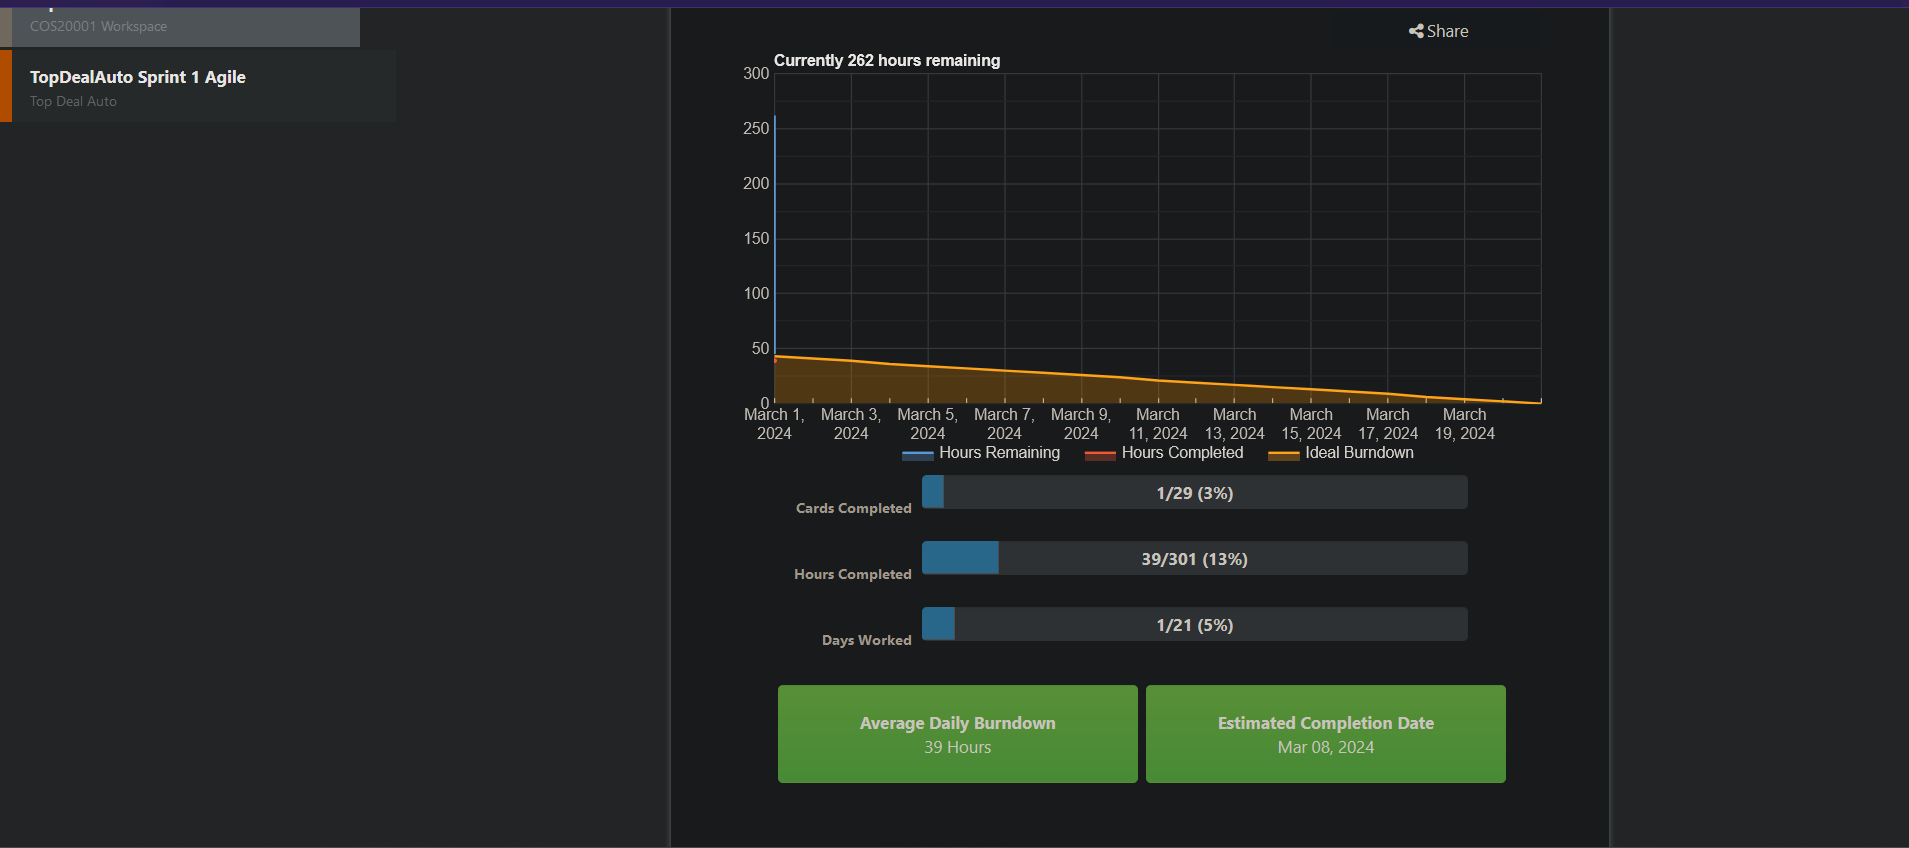 COS20001 Workspace
TopDealAuto Sprint 1 Agile
Top Deal Auto
Share
Currently 262 hours remaining
300
250
200
150
100
50
0
March 1, 2024
March 3, 2024
March 5, 2024
March 7, 2024
March 9, 2024
March 11, 2024
March 13, 2024
March 15, 2024
March 17, 2024
March 19, 2024
Hours Remaining Hours Completed Ideal Burndown
Cards Completed 1/29 (3%)
Hours Completed 39/301 (13%)
Days Worked 1/21 (5%)
Average Daily Burndown
39 Hours
Estimated Completion Date
Mar 08, 2024